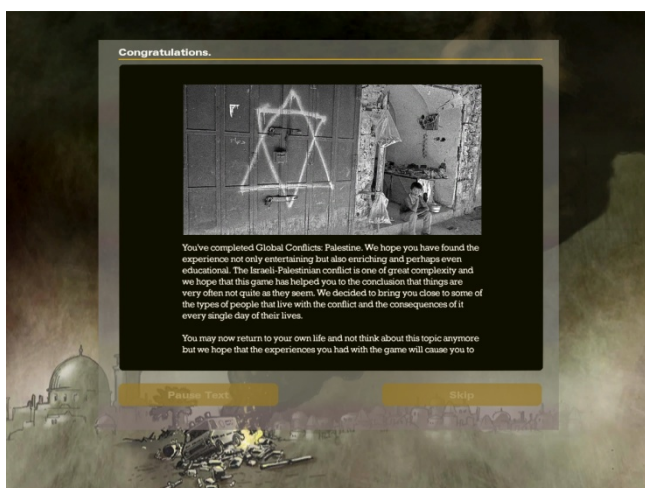 Congratulations.
You've completed Global Conflicts: Palestine. We hope you have found the
experience not only entertaining but also enriching and perhaps even
educational. The Israeli-Palestinian conflict is one of great complexity and
we hope that this game has helped you to the conclusion that things are
very often not quite as they seem. We decided to bring you close to some of
the types of people that live with the conflict and the consequences of it
every single day of their lives.
You may now return to your own life and not think about this topic anymore
but we hope that the experiences you had with the game will cause you to
Pause Text
Skip